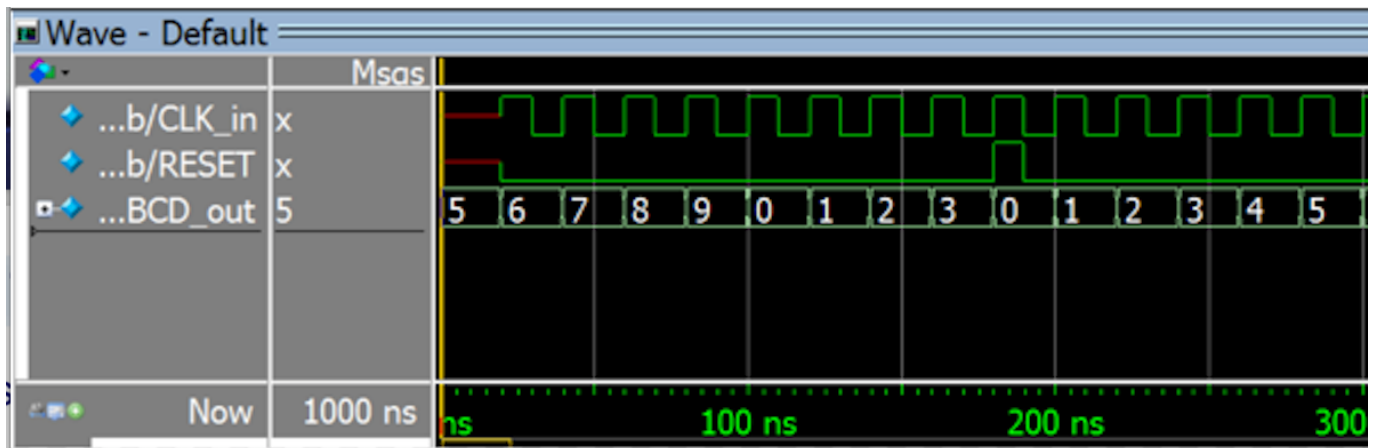 Wave - Default
Msgs
...b/CLK_in x
...b/RESET x
...BCD_out 5 5 6 7 8 9 0 1 2 3 0 1 2 3 4 5
Now 1000 ns ns 100 ns 200 ns 300